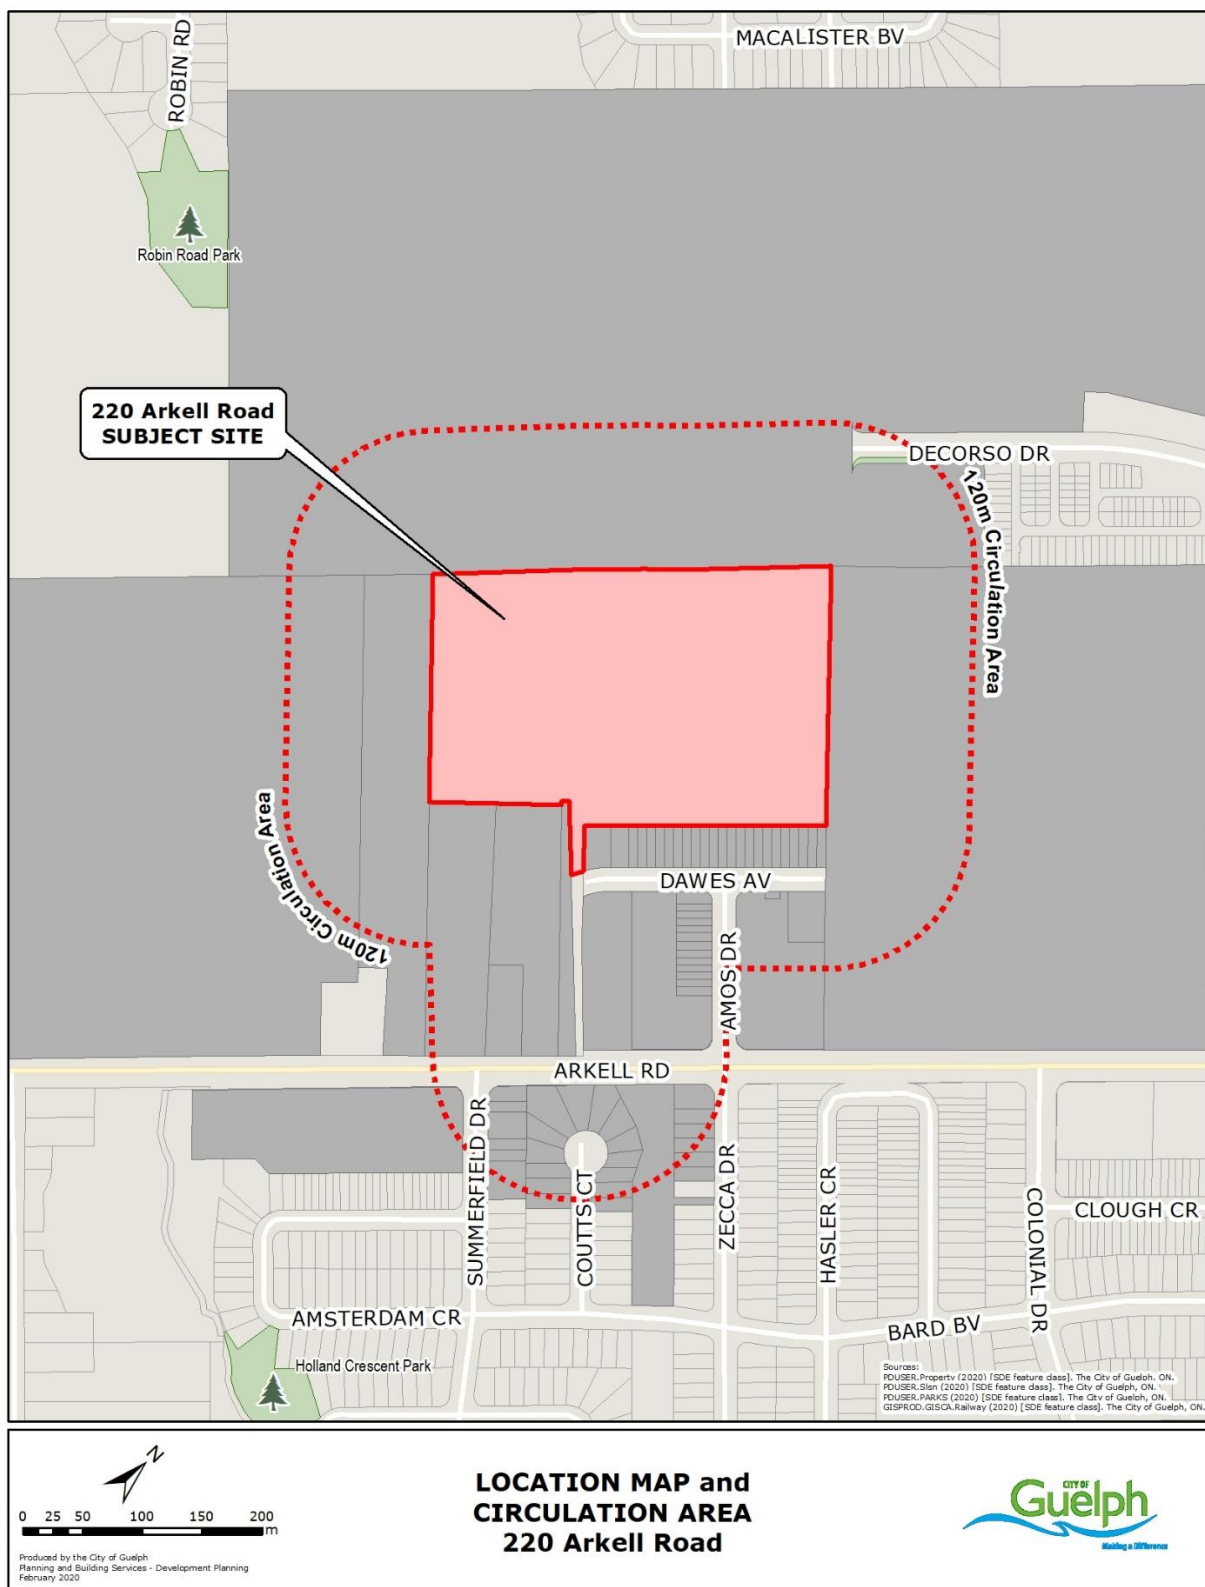 ROBIN RD
MACALISTER BV
Robin Road Park
220 Arkell Road
SUBJECT SITE
DECORSO DR
120m Circulation Area
120m Circulation Area
DAWES AV
AMOS DR
ARKELL RD
SUMMERFIELD DR
COUTTS CT
ZECCA DR
HASLER CR
COLONIAL DR
CLOUGH CR
AMSTERDAM CR
BARD BV
Holland Crescent Park
Sources:
PDUSER.Property (2020) [SDE feature class]. The City of Guelph, ON.
PDUSER.Slsn (2020) [SDE feature class]. The City of Guelph, ON.
PDUSER.PARKS (2020) [SDE feature class]. The City of Guelph, ON.
GISPROD.GISCA.Railway (2020) [SDE feature class]. The City of Guelph, ON.
N
0 25 50 100 150 200
m
Produced by the City of Guelph
Planning and Building Services - Development Planning
February 2020
LOCATION MAP and
CIRCULATION AREA
220 Arkell Road
CITY OF
Guelph
Making a Difference